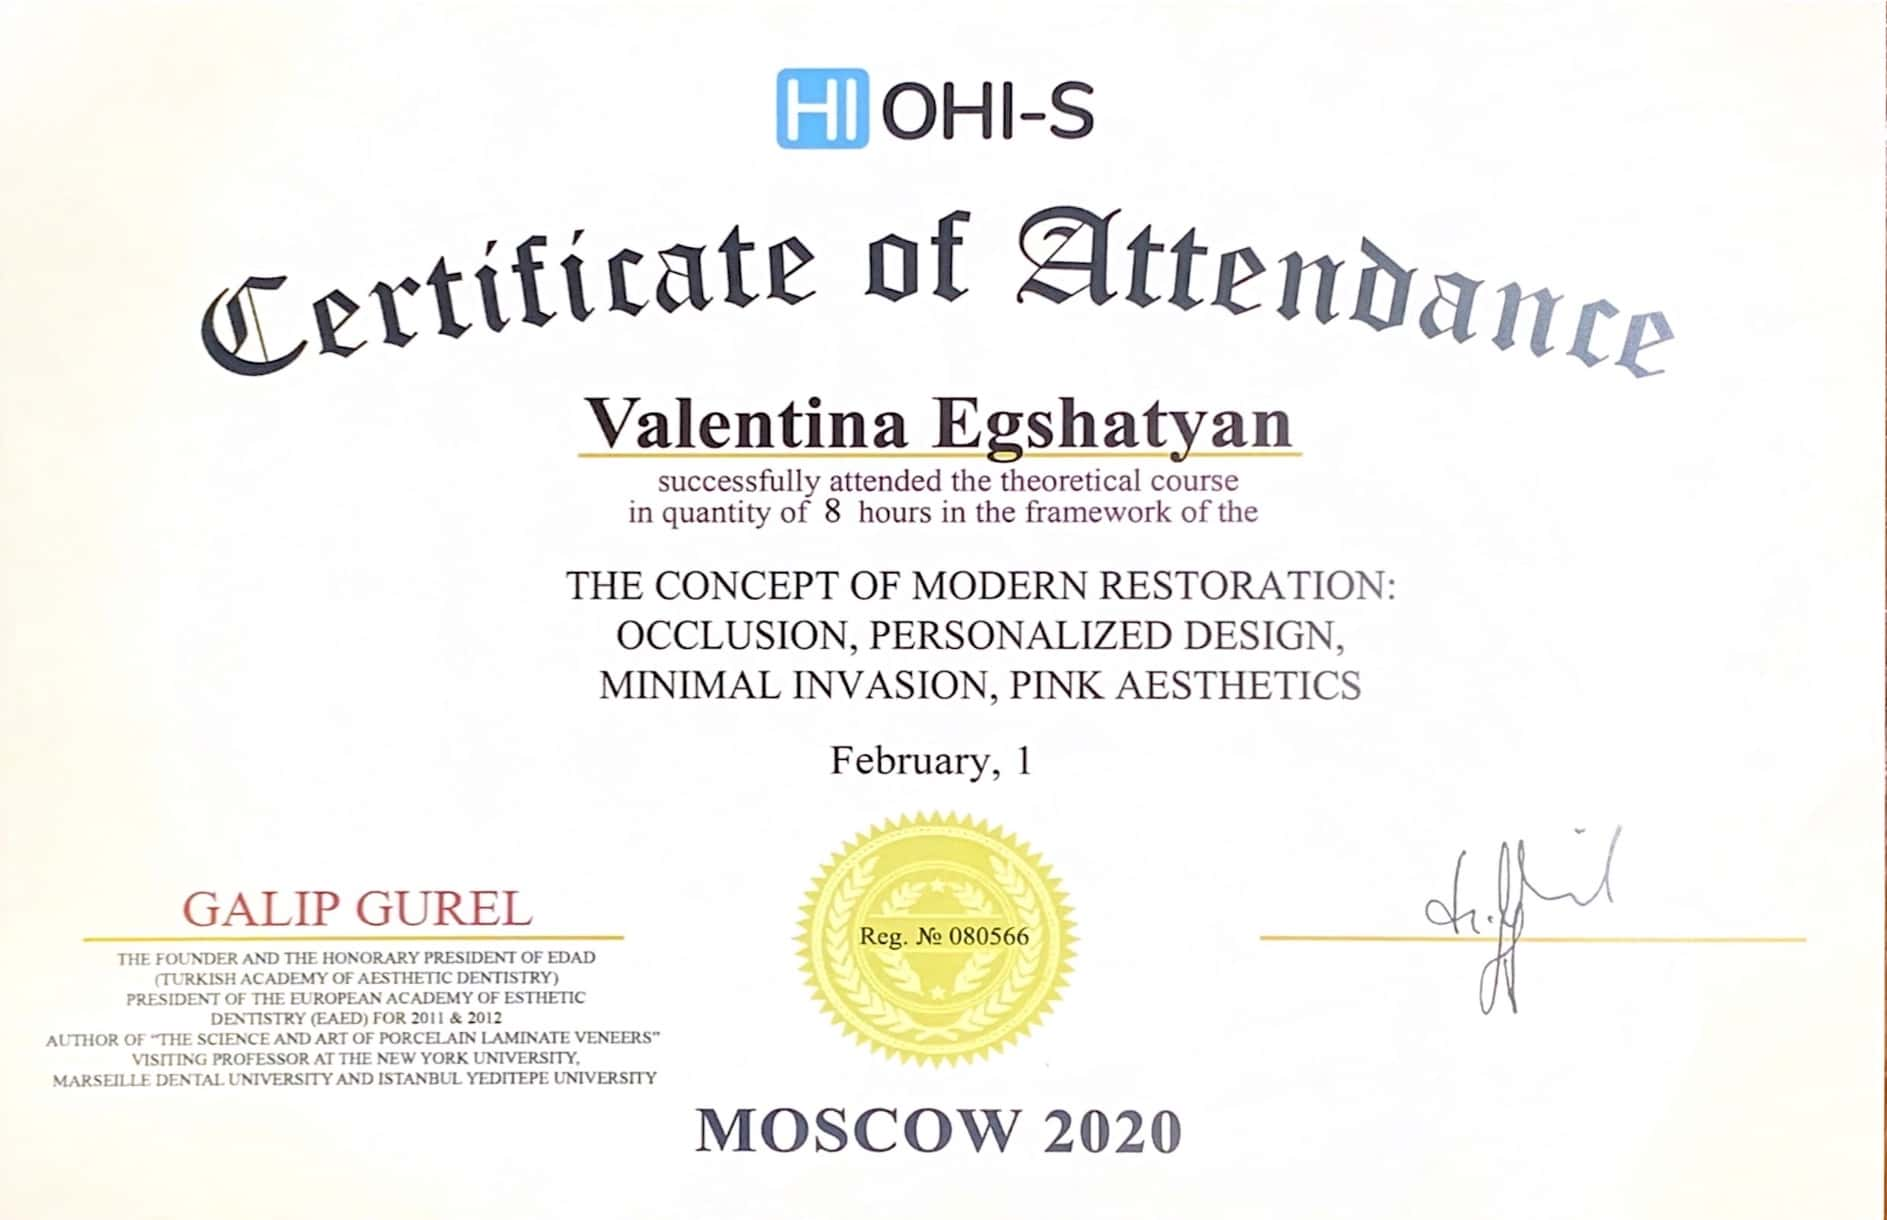 HI OHI-S
Certificate of Attendance
Valentina Egshatyan
successfully attended the theoretical course
in quantity of 8 hours in the framework of the
THE CONCEPT OF MODERN RESTORATION:
OCCLUSION, PERSONALIZED DESIGN,
MINIMAL INVASION, PINK AESTHETICS
February, 1
GALIP GUREL
THE FOUNDER AND THE HONORARY PRESIDENT OF EDAD
(TURKISH ACADEMY OF AESTHETIC DENTISTRY)
PRESIDENT OF THE EUROPEAN ACADEMY OF ESTHETIC
DENTISTRY (EAED) FOR 2011 & 2012
AUTHOR OF "THE SCIENCE AND ART OF PORCELAIN LAMINATE VENEERS"
VISITING PROFESSOR AT THE NEW YORK UNIVERSITY,
MARSEILLE DENTAL UNIVERSITY AND ISTANBUL YEDITEPE UNIVERSITY
Reg. № 080566
MOSCOW 2020